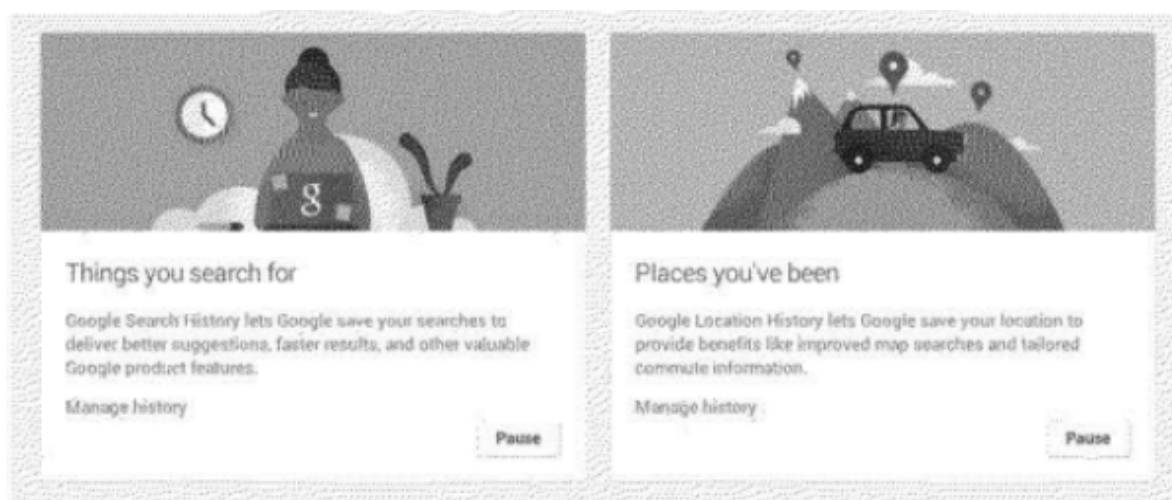 g
Things you search for
Google Search History lets Google save your searches to
deliver better suggestions, faster results, and other valuable
Google product features.
Manage history
Pause
Places you've been
Google Location History lets Google save your location to
provide benefits like improved map searches and tailored
commute information.
Manage history
Pause